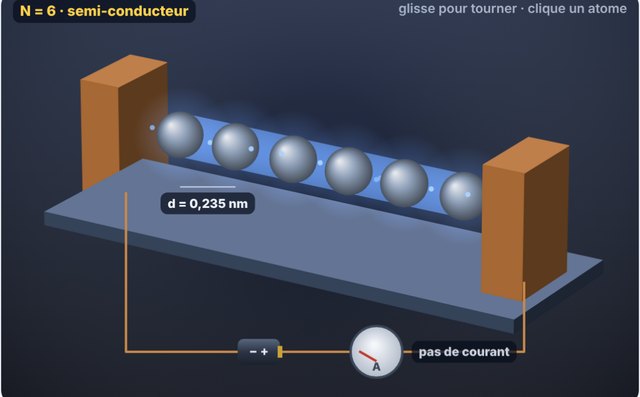 N = 6 · semi-conducteur
glisse pour tourner · clique un atome
d = 0,235 nm
− +
A
pas de courant